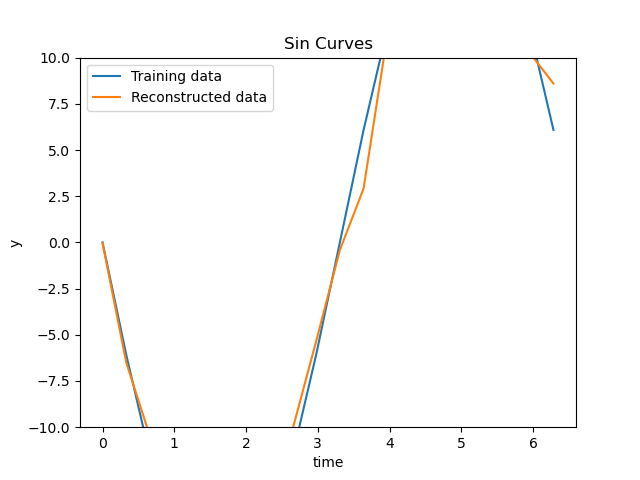 Sin Curves
Training data
Reconstructed data
10.0
7.5
5.0
2.5
0.0
−2.5
−5.0
−7.5
−10.0
y
0 1 2 3 4 5 6
time